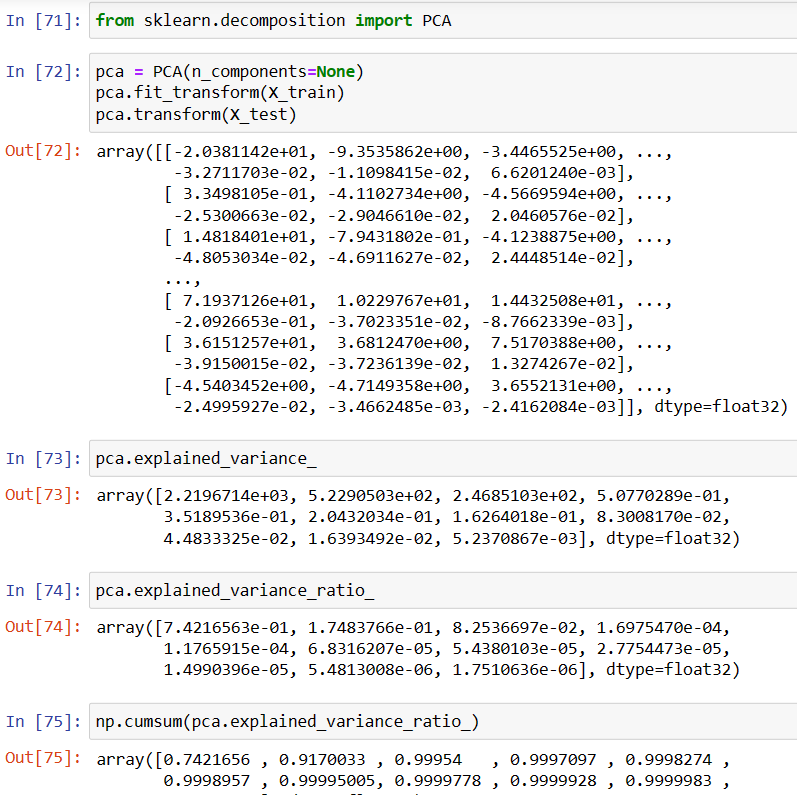 In [71]: from sklearn.decomposition import PCA
In [72]: pca = PCA(n_components=None)
pca.fit_transform(X_train)
pca.transform(X_test)
Out[72]: array([[-2.0381142e+01, -9.3535862e+00, -3.4465525e+00, ...,
-3.2711703e-02, -1.1098415e-02, 6.6201240e-03],
[ 3.3498105e-01, -4.1102734e+00, -4.5669594e+00, ...,
-2.5300663e-02, -2.9046610e-02, 2.0460576e-02],
[ 1.4818401e+01, -7.9431802e-01, -4.1238875e+00, ...,
-4.8053034e-02, -4.6911627e-02, 2.4448514e-02],
...,
[ 7.1937126e+01, 1.0229767e+01, 1.4432508e+01, ...,
-2.0926653e-01, -3.7023351e-02, -8.7662339e-03],
[ 3.6151257e+01, 3.6812470e+00, 7.5170388e+00, ...,
-3.9150015e-02, -3.7236139e-02, 1.3274267e-02],
[-4.5403452e+00, -4.7149358e+00, 3.6552131e+00, ...,
-2.4995927e-02, -3.4662485e-03, -2.4162084e-03]], dtype=float32)
In [73]: pca.explained_variance_
Out[73]: array([2.2196714e+03, 5.2290503e+02, 2.4685103e+02, 5.0770289e-01,
3.5189536e-01, 2.0432034e-01, 1.6264018e-01, 8.3008170e-02,
4.4833325e-02, 1.6393492e-02, 5.2370867e-03], dtype=float32)
In [74]: pca.explained_variance_ratio_
Out[74]: array([7.4216563e-01, 1.7483766e-01, 8.2536697e-02, 1.6975470e-04,
1.1765915e-04, 6.8316207e-05, 5.4380103e-05, 2.7754473e-05,
1.4990396e-05, 5.4813008e-06, 1.7510636e-06], dtype=float32)
In [75]: np.cumsum(pca.explained_variance_ratio_)
Out[75]: array([0.7421656 , 0.9170033 , 0.99954 , 0.9997097 , 0.9998274 ,
0.9998957 , 0.99995005, 0.9999778 , 0.9999928 , 0.9999983 ,